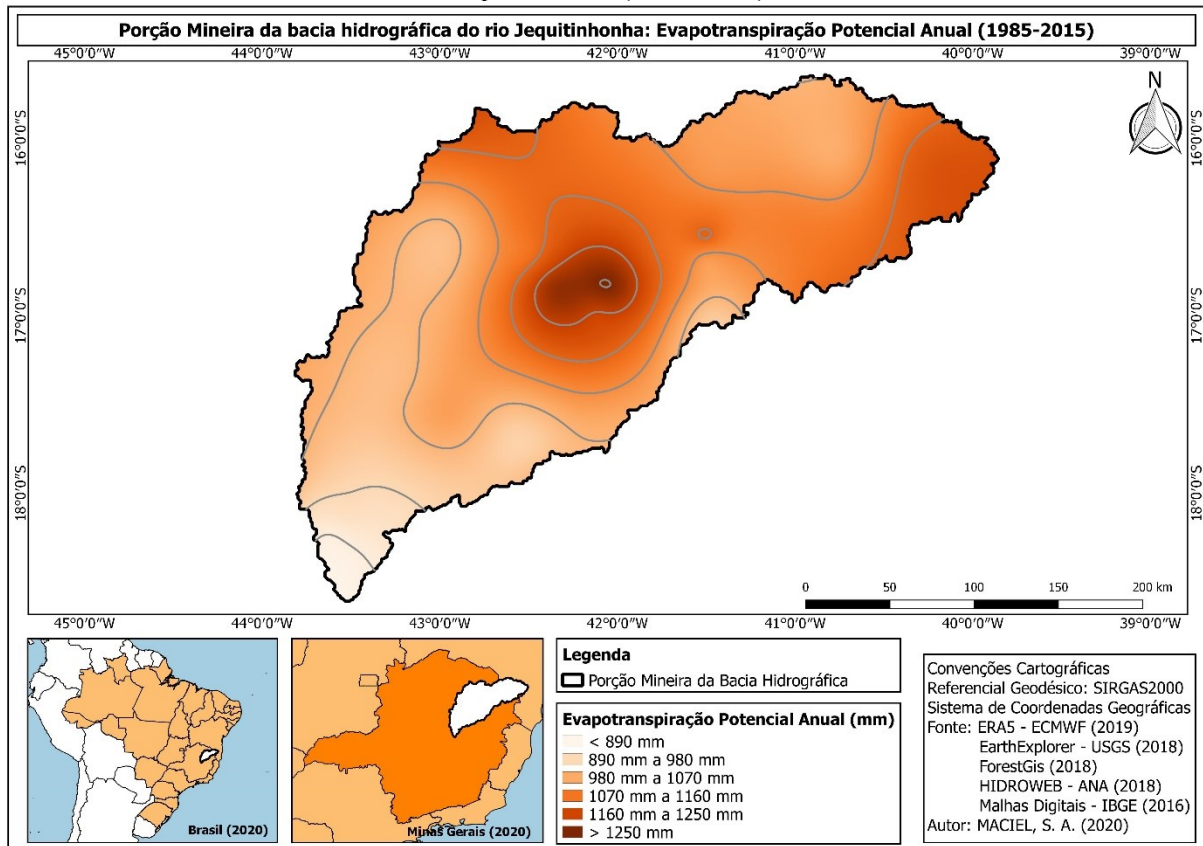 Porção Mineira da bacia hidrográfica do rio Jequitinhonha: Evapotranspiração Potencial Anual (1985-2015)
45°0'0"W 44°0'0"W 43°0'0"W 42°0'0"W 41°0'0"W 40°0'0"W 39°0'0"W
N
16°0'0"S 16°0'0"S
17°0'0"S 17°0'0"S
18°0'0"S 18°0'0"S
0 50 100 150 200 km
45°0'0"W 44°0'0"W 43°0'0"W 42°0'0"W 41°0'0"W 40°0'0"W 39°0'0"W
Brasil (2020)
Minas Gerais (2020)
Legenda
Porção Mineira da Bacia Hidrográfica
Evapotranspiração Potencial Anual (mm)
< 890 mm
890 mm a 980 mm
980 mm a 1070 mm
1070 mm a 1160 mm
1160 mm a 1250 mm
> 1250 mm
Convenções Cartográficas
Referencial Geodésico: SIRGAS2000
Sistema de Coordenadas Geográficas
Fonte: ERA5 - ECMWF (2019)
EarthExplorer - USGS (2018)
ForestGis (2018)
HIDROWEB - ANA (2018)
Malhas Digitais - IBGE (2016)
Autor: MACIEL, S. A. (2020)